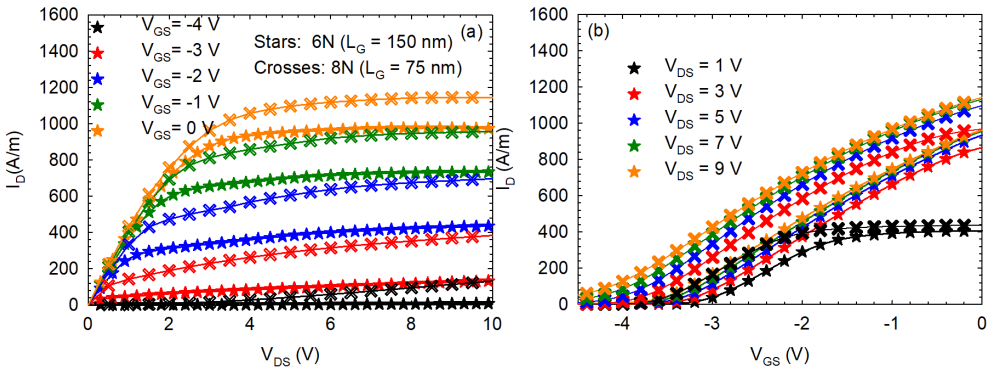 1600
1400
1200
1000
800
600
400
200
0
I_D(A/m)
V_GS= -4 V
V_GS= -3 V
V_GS= -2 V
V_GS= -1 V
V_GS= 0 V
Stars: 6N (L_G = 150 nm)
Crosses: 8N (L_G = 75 nm)
(a)
0 2 4 6 8 10
V_DS (V)
1600
1400
1200
1000
800
600
400
200
0
I_D(A/m)
(b)
V_DS = 1 V
V_DS = 3 V
V_DS = 5 V
V_DS = 7 V
V_DS = 9 V
-4 -3 -2 -1 0
V_GS (V)